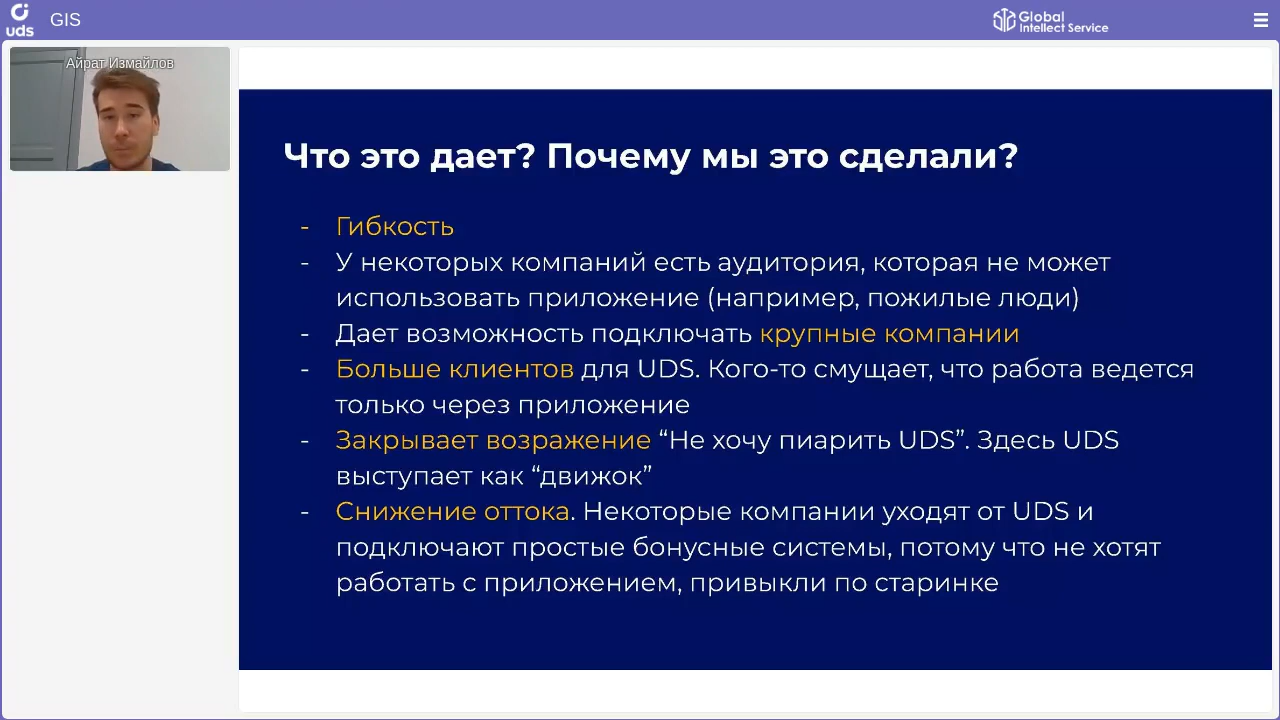 uds
GIS
Global
Intellect Service
Айрат Измайлов
Что это дает? Почему мы это сделали?
- Гибкость
- У некоторых компаний есть аудитория, которая не может
использовать приложение (например, пожилые люди)
- Дает возможность подключать крупные компании
- Больше клиентов для UDS. Кого-то смущает, что работа ведется
только через приложение
- Закрывает возражение “Не хочу пиарить UDS”. Здесь UDS
выступает как “движок”
- Снижение оттока. Некоторые компании уходят от UDS и
подключают простые бонусные системы, потому что не хотят
работать с приложением, привыкли по старинке